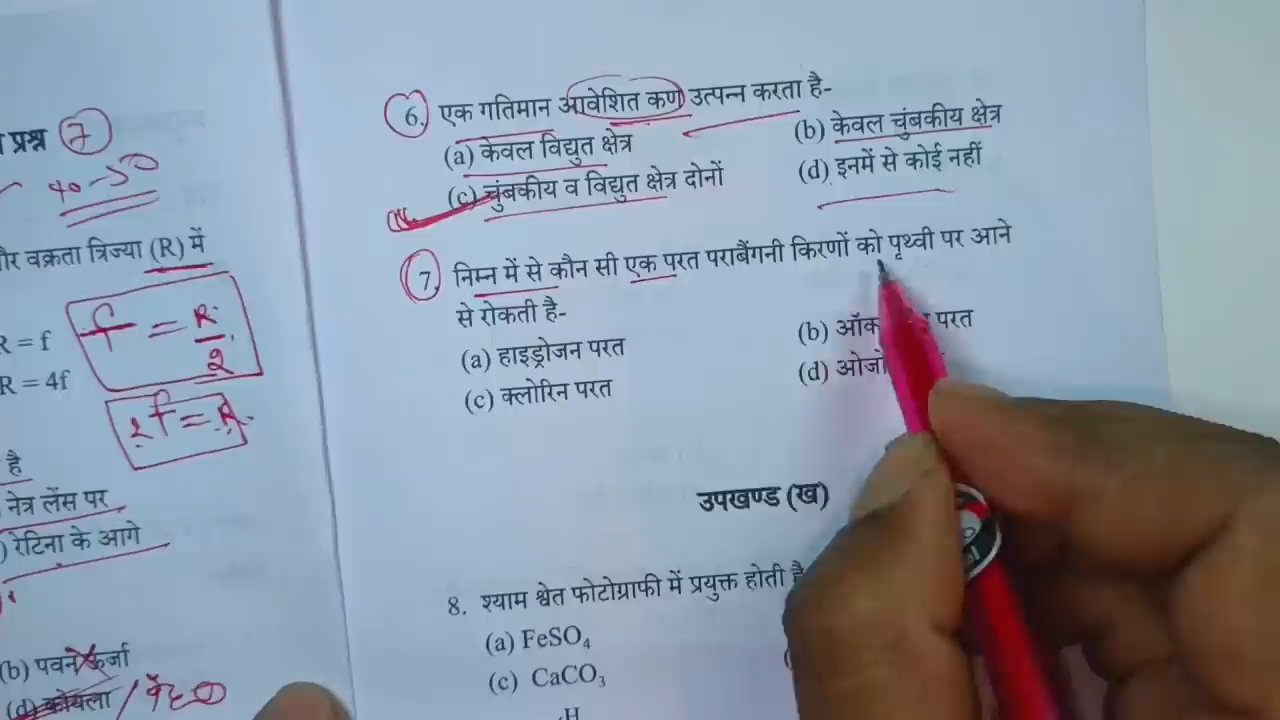 प्रश्न 7
40 → 50
और वक्रता त्रिज्या (R) में
R = f
f = R/2
R = 4f
2f = R
है
नेत्र लेंस पर
रेटिना के आगे
(b) पवन ऊर्जा
(d) कोयला
6. एक गतिमान आवेशित कण उत्पन्न करता है-
(a) केवल विद्युत क्षेत्र
(b) केवल चुंबकीय क्षेत्र
(c) चुंबकीय व विद्युत क्षेत्र दोनों
(d) इनमें से कोई नहीं
7. निम्न में से कौन सी एक परत पराबैंगनी किरणों को पृथ्वी पर आने
से रोकती है-
(a) हाइड्रोजन परत
(b) परत
(c) क्लोरिन परत
(d)
उपखण्ड (ख)
8. श्याम श्वेत फोटोग्राफी में प्रयुक्त होती है
(a) FeSO₄
(c) CaCO₃
H